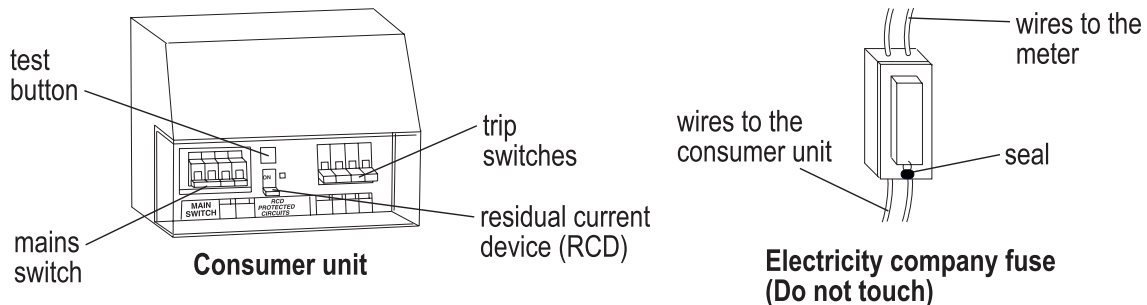 test
button
trip
switches
ON
MAIN
SWITCH
RCD
PROTECTED
CIRCUITS
residual current
device (RCD)
mains
switch
Consumer unit
wires to the
meter
wires to the
consumer unit
seal
Electricity company fuse
(Do not touch)